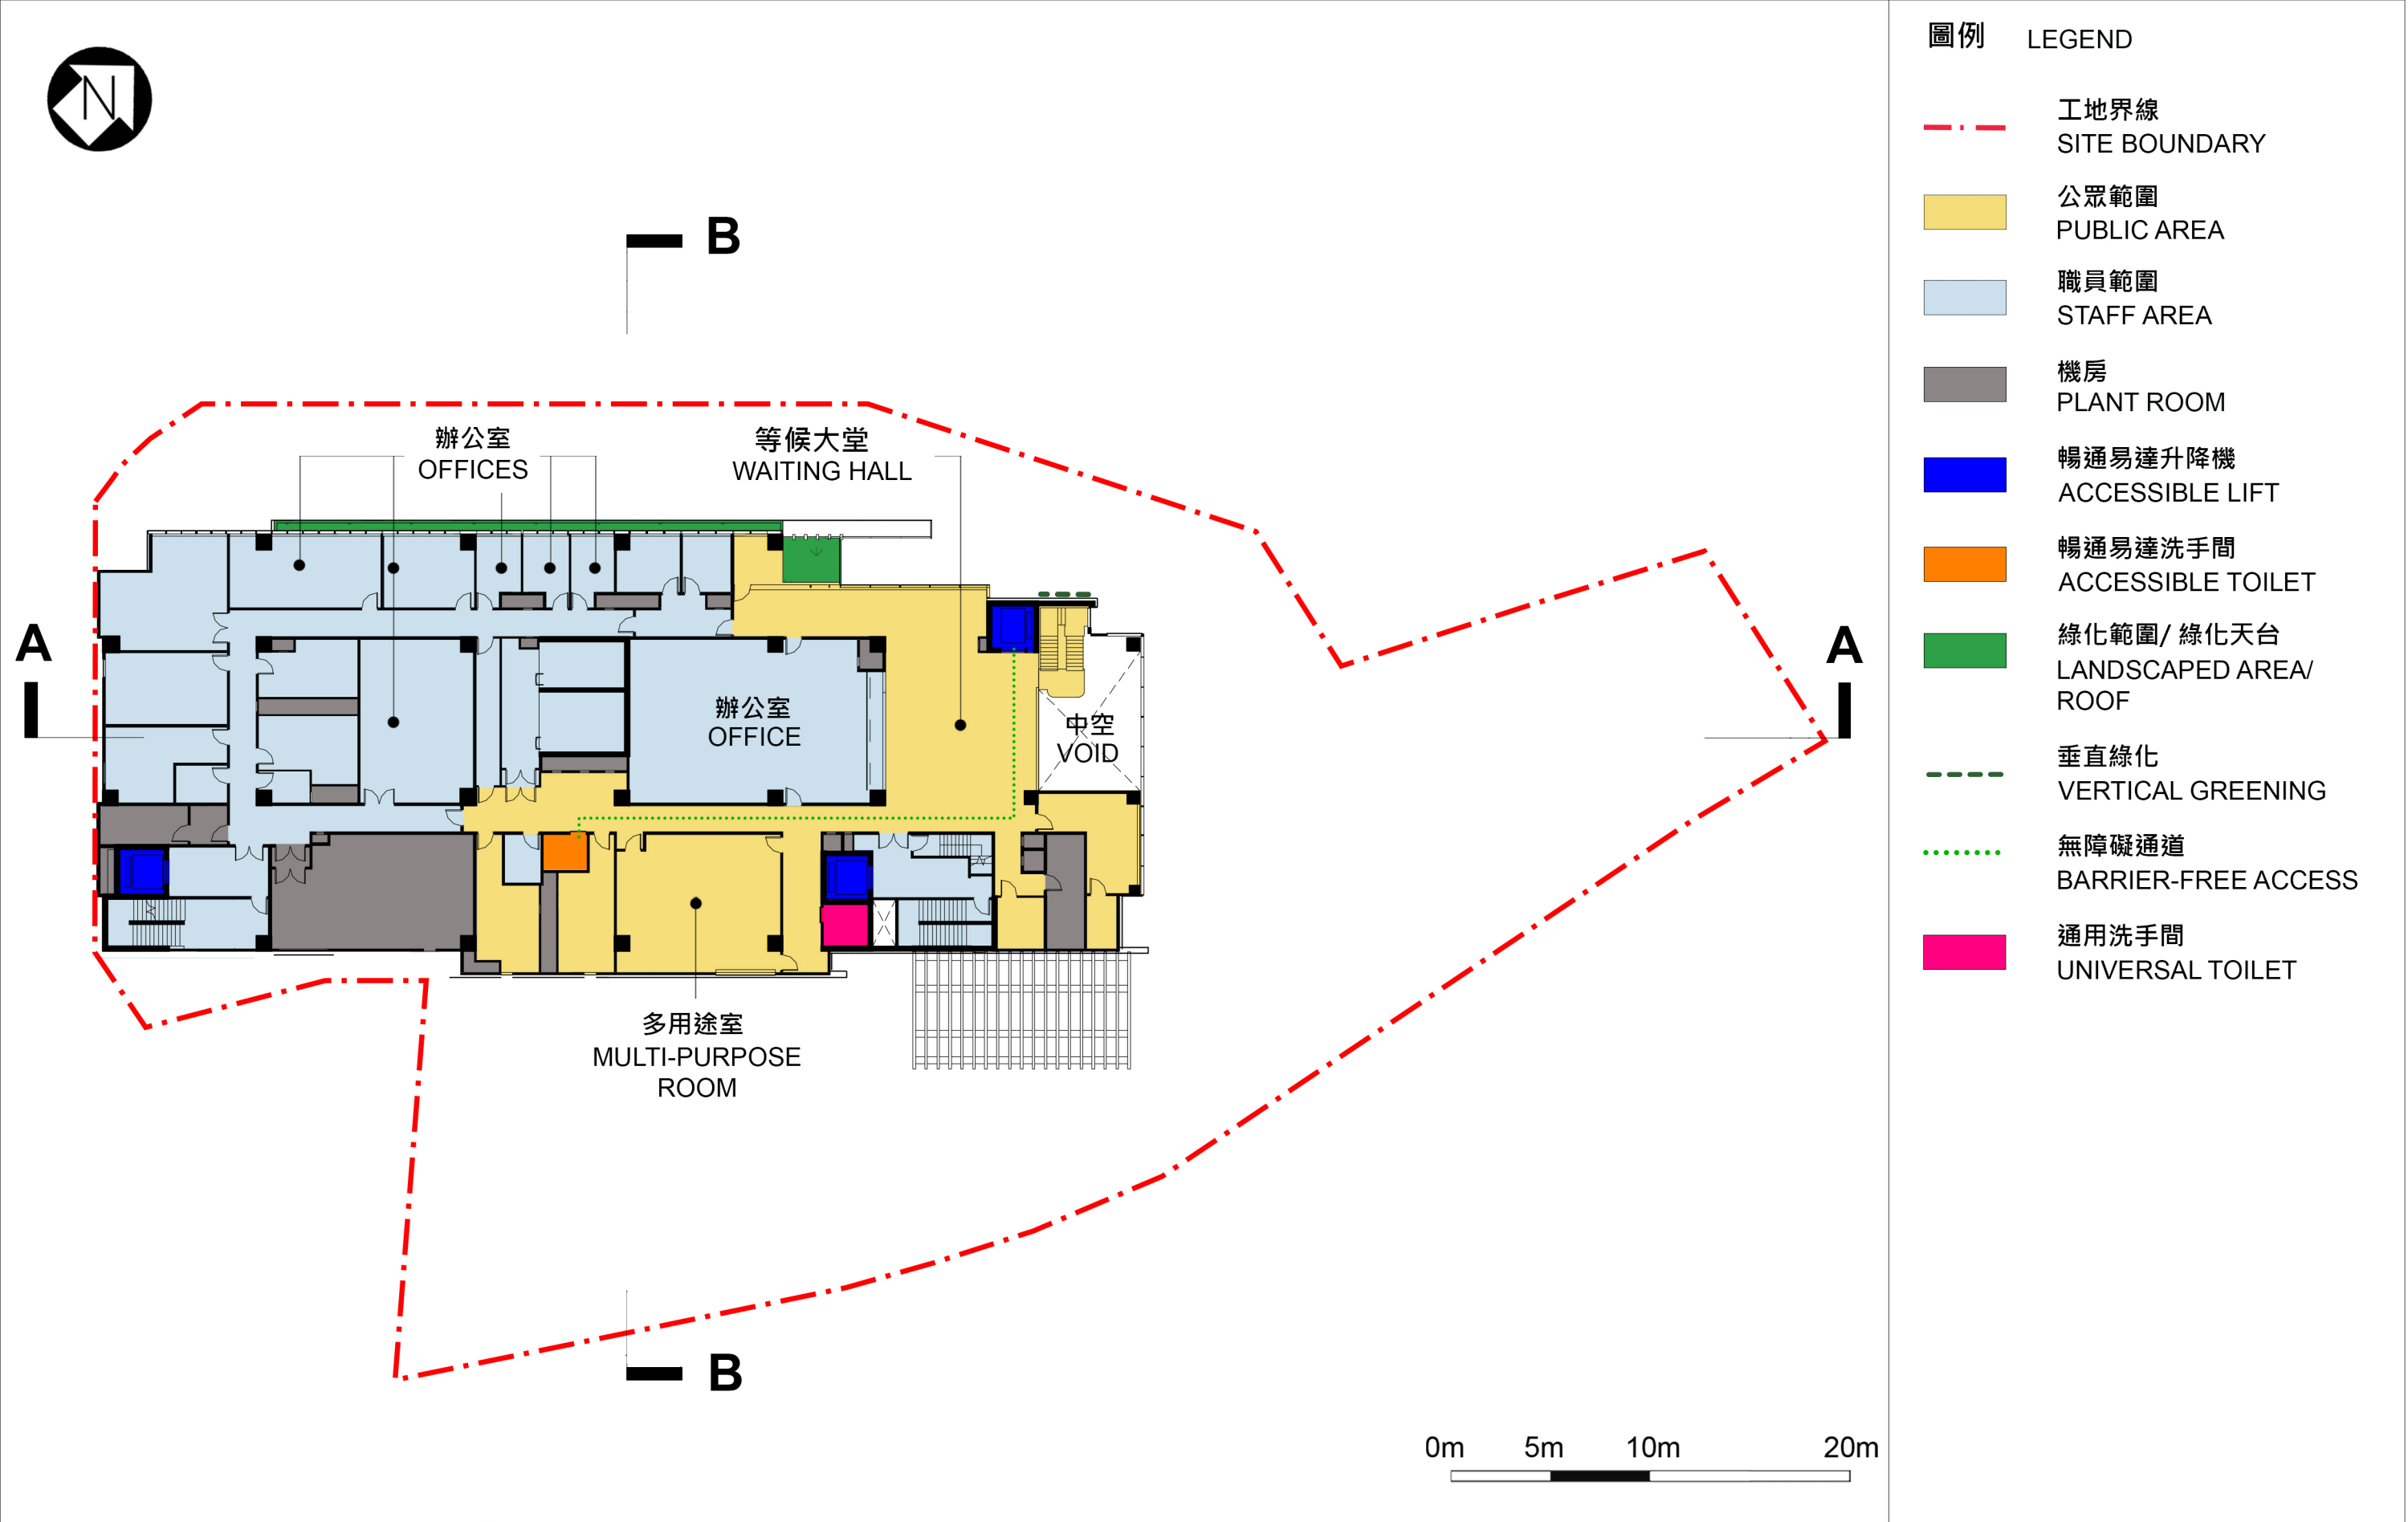 N
B
辦公室
OFFICES
等候大堂
WAITING HALL
A
A
辦公室
OFFICE
中空
VOID
多用途室
MULTI-PURPOSE
ROOM
B
0m 5m 10m 20m
圖例 LEGEND
工地界線
SITE BOUNDARY
公眾範圍
PUBLIC AREA
職員範圍
STAFF AREA
機房
PLANT ROOM
暢通易達升降機
ACCESSIBLE LIFT
暢通易達洗手間
ACCESSIBLE TOILET
綠化範圍/ 綠化天台
LANDSCAPED AREA/
ROOF
垂直綠化
VERTICAL GREENING
無障礙通道
BARRIER-FREE ACCESS
通用洗手間
UNIVERSAL TOILET